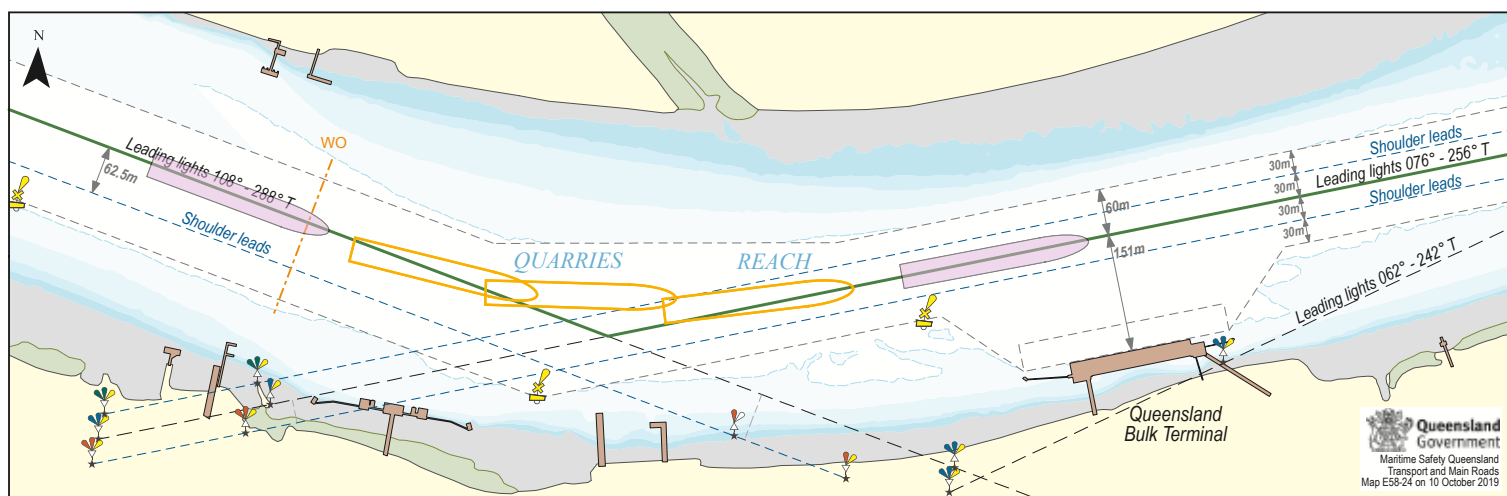 N
WO
Leading lights 108° - 288° T
62.5m
Shoulder leads
QUARRIES REACH
60m
151m
30m
30m
30m
30m
Shoulder leads
Leading lights 076° - 256° T
Shoulder leads
Leading lights 062° - 242° T
Queensland
Bulk Terminal
Queensland
Government
Maritime Safety Queensland
Transport and Main Roads
Map E58-24 on 10 October 2019